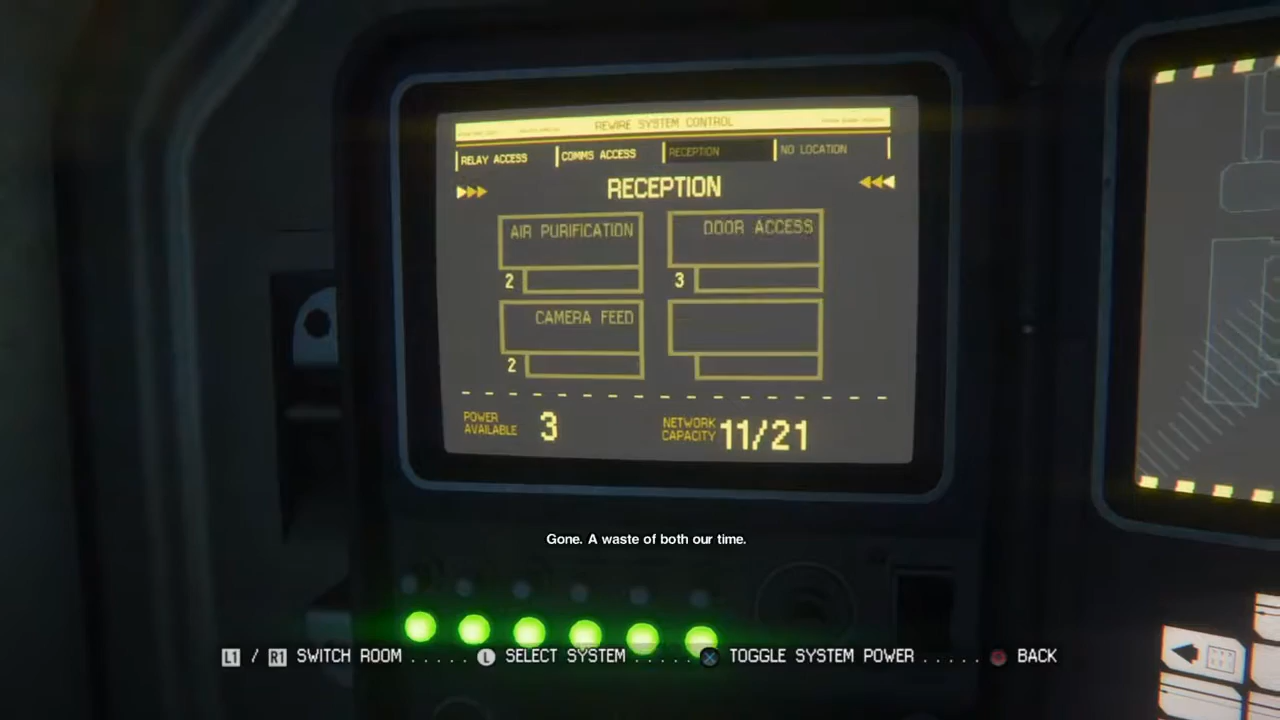 REWIRE SYSTEM CONTROL
RELAY ACCESS
COMMS ACCESS
RECEPTION
NO LOCATION
RECEPTION
AIR PURIFICATION
2
DOOR ACCESS
3
CAMERA FEED
2
POWER
AVAILABLE
3
NETWORK
CAPACITY
11/21
Gone. A waste of both our time.
L1 / R1 SWITCH ROOM ..... L SELECT SYSTEM ..... TOGGLE SYSTEM POWER ..... BACK